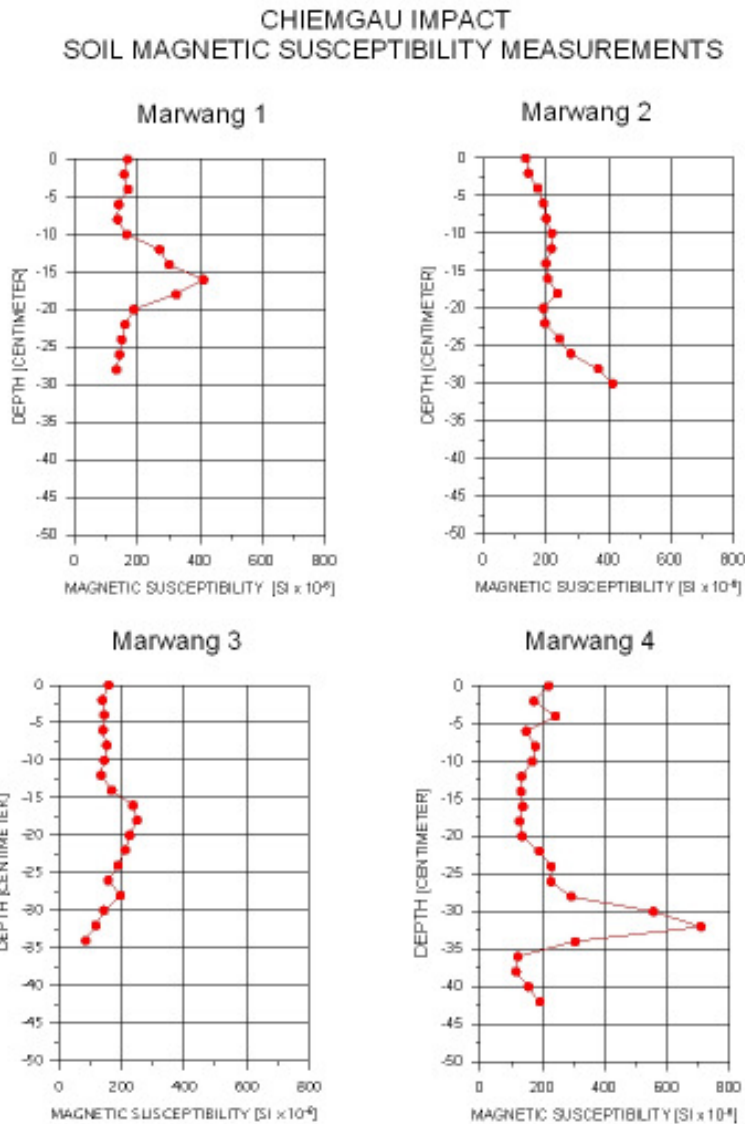 CHIEMGAU IMPACT
SOIL MAGNETIC SUSCEPTIBILITY MEASUREMENTS
Marwang 1
0
-5
-10
-15
-20
-25
-30
-35
-40
-45
-50
DEPTH [CENTIMETER]
0 200 400 600 800
MAGNETIC SUSCEPTIBILITY [SI x 10-6]
Marwang 2
0
-5
-10
-15
-20
-25
-30
-35
-40
-45
-50
DEPTH [CENTIMETER]
0 200 400 600 800
MAGNETIC SUSCEPTIBILITY [SI x 10-6]
Marwang 3
0
-5
-10
-15
-20
-25
-30
-35
-40
-45
-50
DEPTH [CENTIMETER]
0 200 400 600 800
MAGNETIC SUSCEPTIBILITY [SI x 10-6]
Marwang 4
0
-5
-10
-15
-20
-25
-30
-35
-40
-45
-50
DEPTH [CENTIMETER]
0 200 400 600 800
MAGNETIC SUSCEPTIBILITY [SI x 10-6]